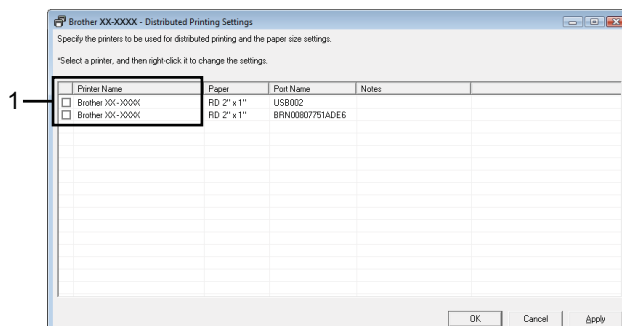 Brother XX-XXXX - Distributed Printing Settings
Specify the printers to be used for distributed printing and the paper size settings.
*Select a printer, and then right-click it to change the settings.
1
Printer Name Paper Port Name Notes
Brother XX-XXXX RD 2" x 1" USB002
Brother XX-XXXX RD 2" x 1" BRN00807751ADE6
OK Cancel Apply